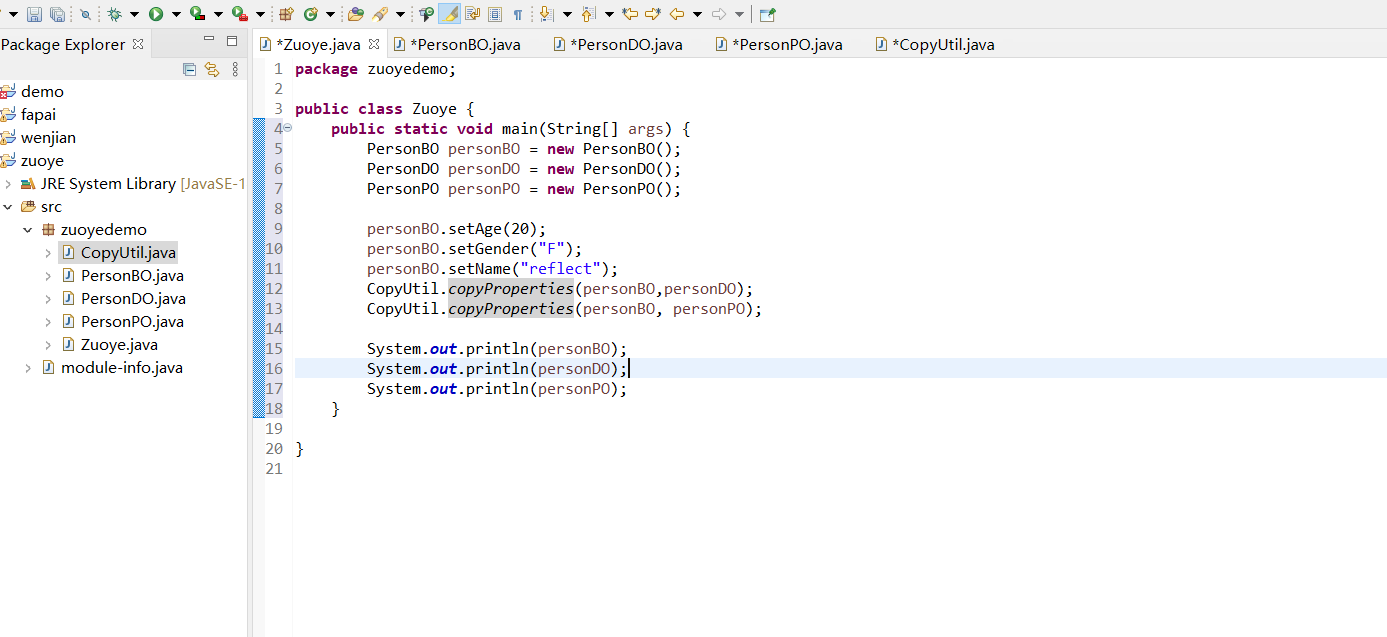 Package Explorer
*Zuoye.java
*PersonBO.java
*PersonDO.java
*PersonPO.java
*CopyUtil.java
demo
fapai
wenjian
zuoye
JRE System Library [JavaSE-1
src
zuoyedemo
CopyUtil.java
PersonBO.java
PersonDO.java
PersonPO.java
Zuoye.java
module-info.java
1 package zuoyedemo;
2
3 public class Zuoye {
4 public static void main(String[] args) {
5 PersonBO personBO = new PersonBO();
6 PersonDO personDO = new PersonDO();
7 PersonPO personPO = new PersonPO();
8
9 personBO.setAge(20);
10 personBO.setGender("F");
11 personBO.setName("reflect");
12 CopyUtil.copyProperties(personBO,personDO);
13 CopyUtil.copyProperties(personBO, personPO);
14
15 System.out.println(personBO);
16 System.out.println(personDO);
17 System.out.println(personPO);
18 }
19
20 }
21